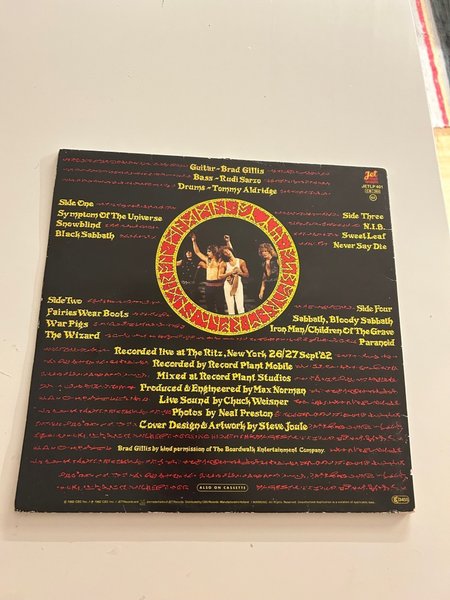 Guitar-Brad Gillis
Bass-Rudi Sarzo
Drums-Tommy Aldridge
Jet
JETLP 401
Side One
Symptom Of The Universe
Snowblind
Black Sabbath
Side Three
N.I.B.
Sweet Leaf
Never Say Die
Side Two
Fairies Wear Boots
War Pigs
The Wizard
Side Four
Sabbath, Bloody Sabbath
Iron Man/Children Of The Grave
Paranoid
Recorded live at The Ritz, New York 26/27 Sept '82
Recorded by Record Plant Mobile
Mixed at Record Plant Studios
Produced & Engineered by Max Norman
Live Sound by Chuck Weisner
Photos by Neal Preston
Cover Design & Artwork by Steve Joule
Brad Gillis by kind permission of The Boardwalk Entertainment Company.
ALSO ON CASSETTE